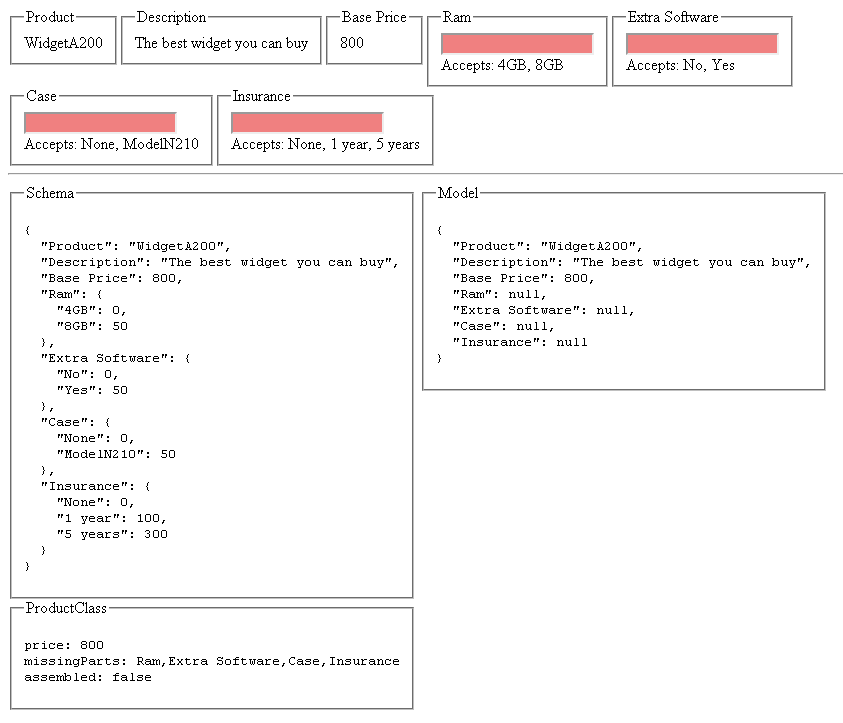 Product
WidgetA200
Description
The best widget you can buy
Base Price
800
Ram
Accepts: 4GB, 8GB
Extra Software
Accepts: No, Yes
Case
Accepts: None, ModelN210
Insurance
Accepts: None, 1 year, 5 years
Schema
{
  "Product": "WidgetA200",
  "Description": "The best widget you can buy",
  "Base Price": 800,
  "Ram": {
    "4GB": 0,
    "8GB": 50
  },
  "Extra Software": {
    "No": 0,
    "Yes": 50
  },
  "Case": {
    "None": 0,
    "ModelN210": 50
  },
  "Insurance": {
    "None": 0,
    "1 year": 100,
    "5 years": 300
  }
}
Model
{
  "Product": "WidgetA200",
  "Description": "The best widget you can buy",
  "Base Price": 800,
  "Ram": null,
  "Extra Software": null,
  "Case": null,
  "Insurance": null
}
ProductClass
price: 800
missingParts: Ram,Extra Software,Case,Insurance
assembled: false